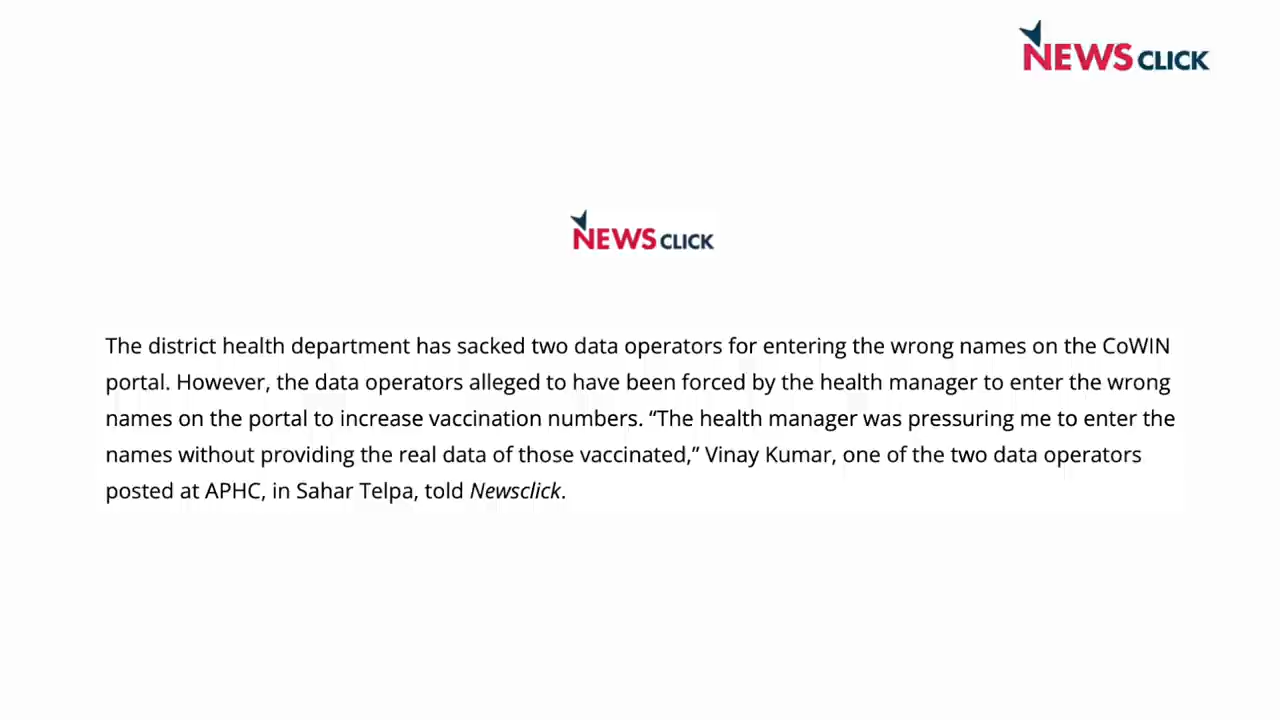 NEWS CLICK
NEWS CLICK
The district health department has sacked two data operators for entering the wrong names on the CoWIN
portal. However, the data operators alleged to have been forced by the health manager to enter the wrong
names on the portal to increase vaccination numbers. “The health manager was pressuring me to enter the
names without providing the real data of those vaccinated,” Vinay Kumar, one of the two data operators
posted at APHC, in Sahar Telpa, told Newsclick.